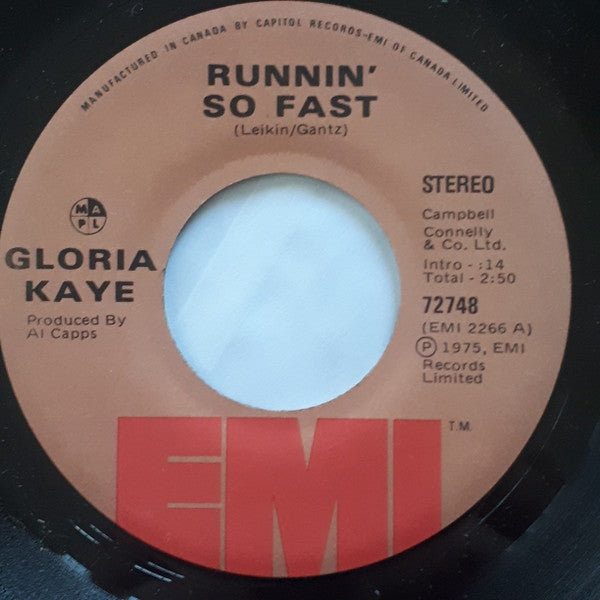 MANUFACTURED IN CANADA BY CAPITOL RECORDS-EMI OF CANADA LIMITED
RUNNIN'
SO FAST
(Leikin/Gantz)
STEREO
M A
P L
GLORIA
KAYE
Produced By
Al Capps
Campbell
Connelly
& Co. Ltd.
Intro - :14
Total - 2:50
72748
(EMI 2266 A)
Ⓟ 1975, EMI
Records
Limited
EMI T.M.